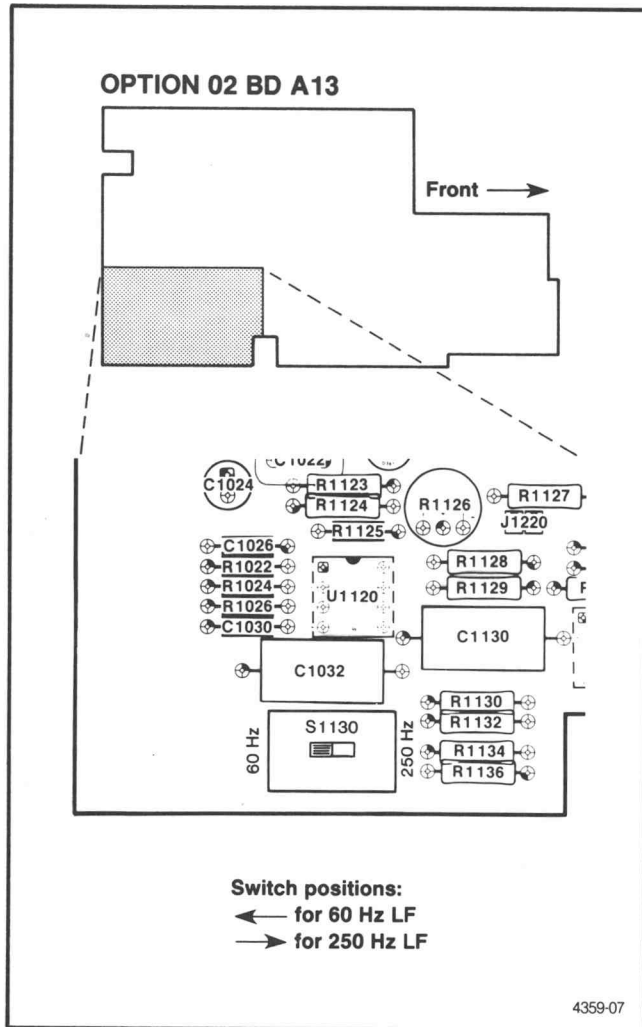 OPTION 02 BD A13
Front
C1022
C1024
R1123
R1124
R1126
R1127
J1220
R1125
C1026
R1022
R1024
R1026
C1030
U1120
R1128
R1129
R
C1130
C1032
S1130
60 Hz
250 Hz
R1130
R1132
R1134
R1136
Switch positions:
for 60 Hz LF
for 250 Hz LF
4359-07